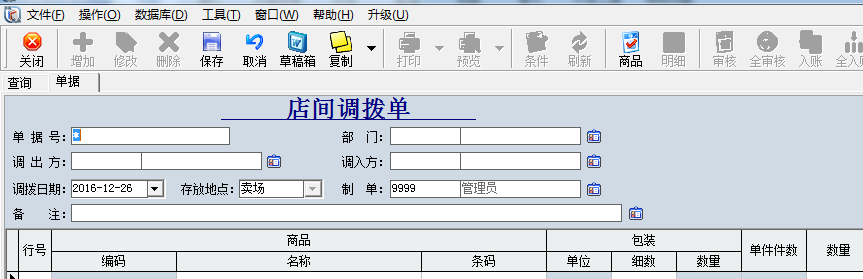 文件(F) 操作(O) 数据库(D) 工具(T) 窗口(W) 帮助(H) 升级(U)
关闭 增加 修改 删除 保存 取消 草稿箱 复制 打印 预览 条件 刷新 商品 明细 审核 全审核 入账 全入账
查询 单据
店间调拨单
单据号: * 部 门:
调出方: 调入方:
调拨日期: 2016-12-26 存放地点: 卖场 制 单: 9999 管理员
备 注:
行号 商品 包装 单件件数 数量
编码 名称 条码 单位 细数 数量